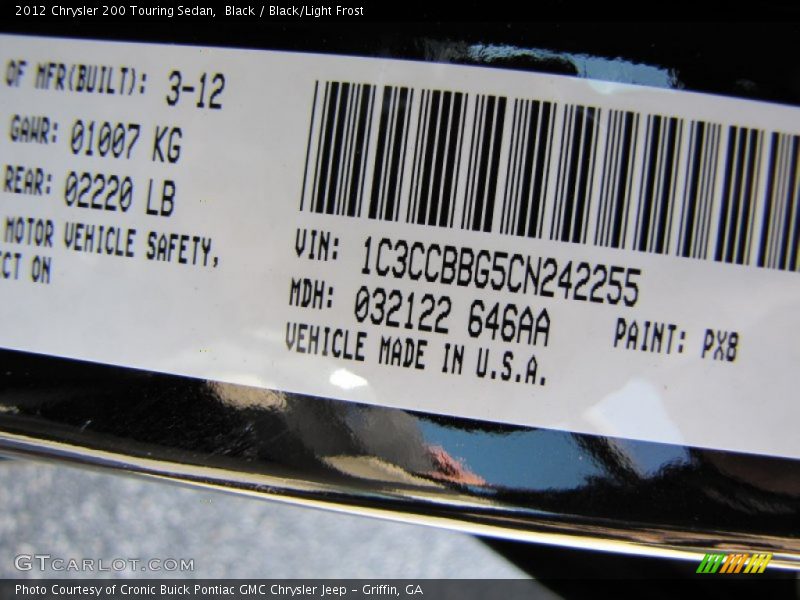 2012 Chrysler 200 Touring Sedan,  Black / Black/Light Frost
OF MFR(BUILT): 3-12
GAWR: 01007 KG
REAR: 02220 LB
MOTOR VEHICLE SAFETY,
ECT ON
VIN: 1C3CCBBG5CN242255
MDH: 032122 646AA
PAINT: PX8
VEHICLE MADE IN U.S.A.
GTCARLOT.COM
Photo Courtesy of Cronic Buick Pontiac GMC Chrysler Jeep - Griffin, GA